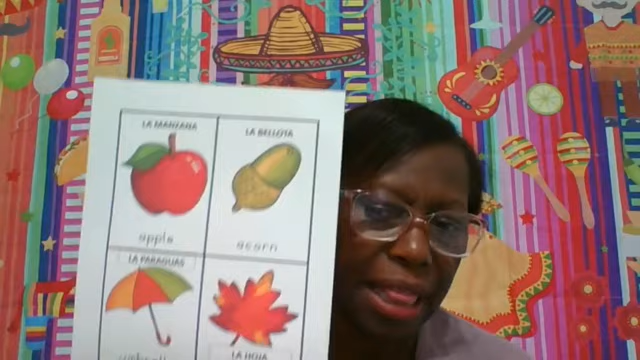 LA MANZANA
LA BELLOTA
apple
acorn
LA PARAGUAS
LA HOJA